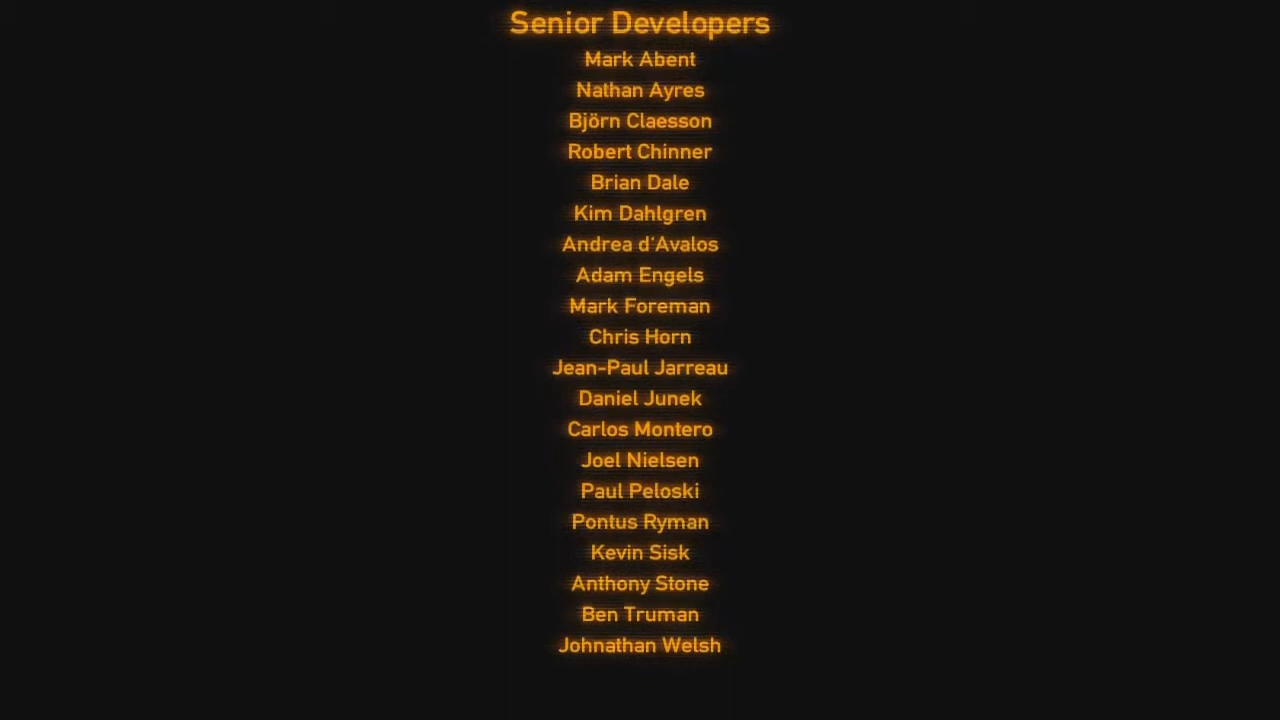 Senior Developers
Mark Abent
Nathan Ayres
Björn Claesson
Robert Chinner
Brian Dale
Kim Dahlgren
Andrea d'Avalos
Adam Engels
Mark Foreman
Chris Horn
Jean-Paul Jarreau
Daniel Junek
Carlos Montero
Joel Nielsen
Paul Peloski
Pontus Ryman
Kevin Sisk
Anthony Stone
Ben Truman
Johnathan Welsh